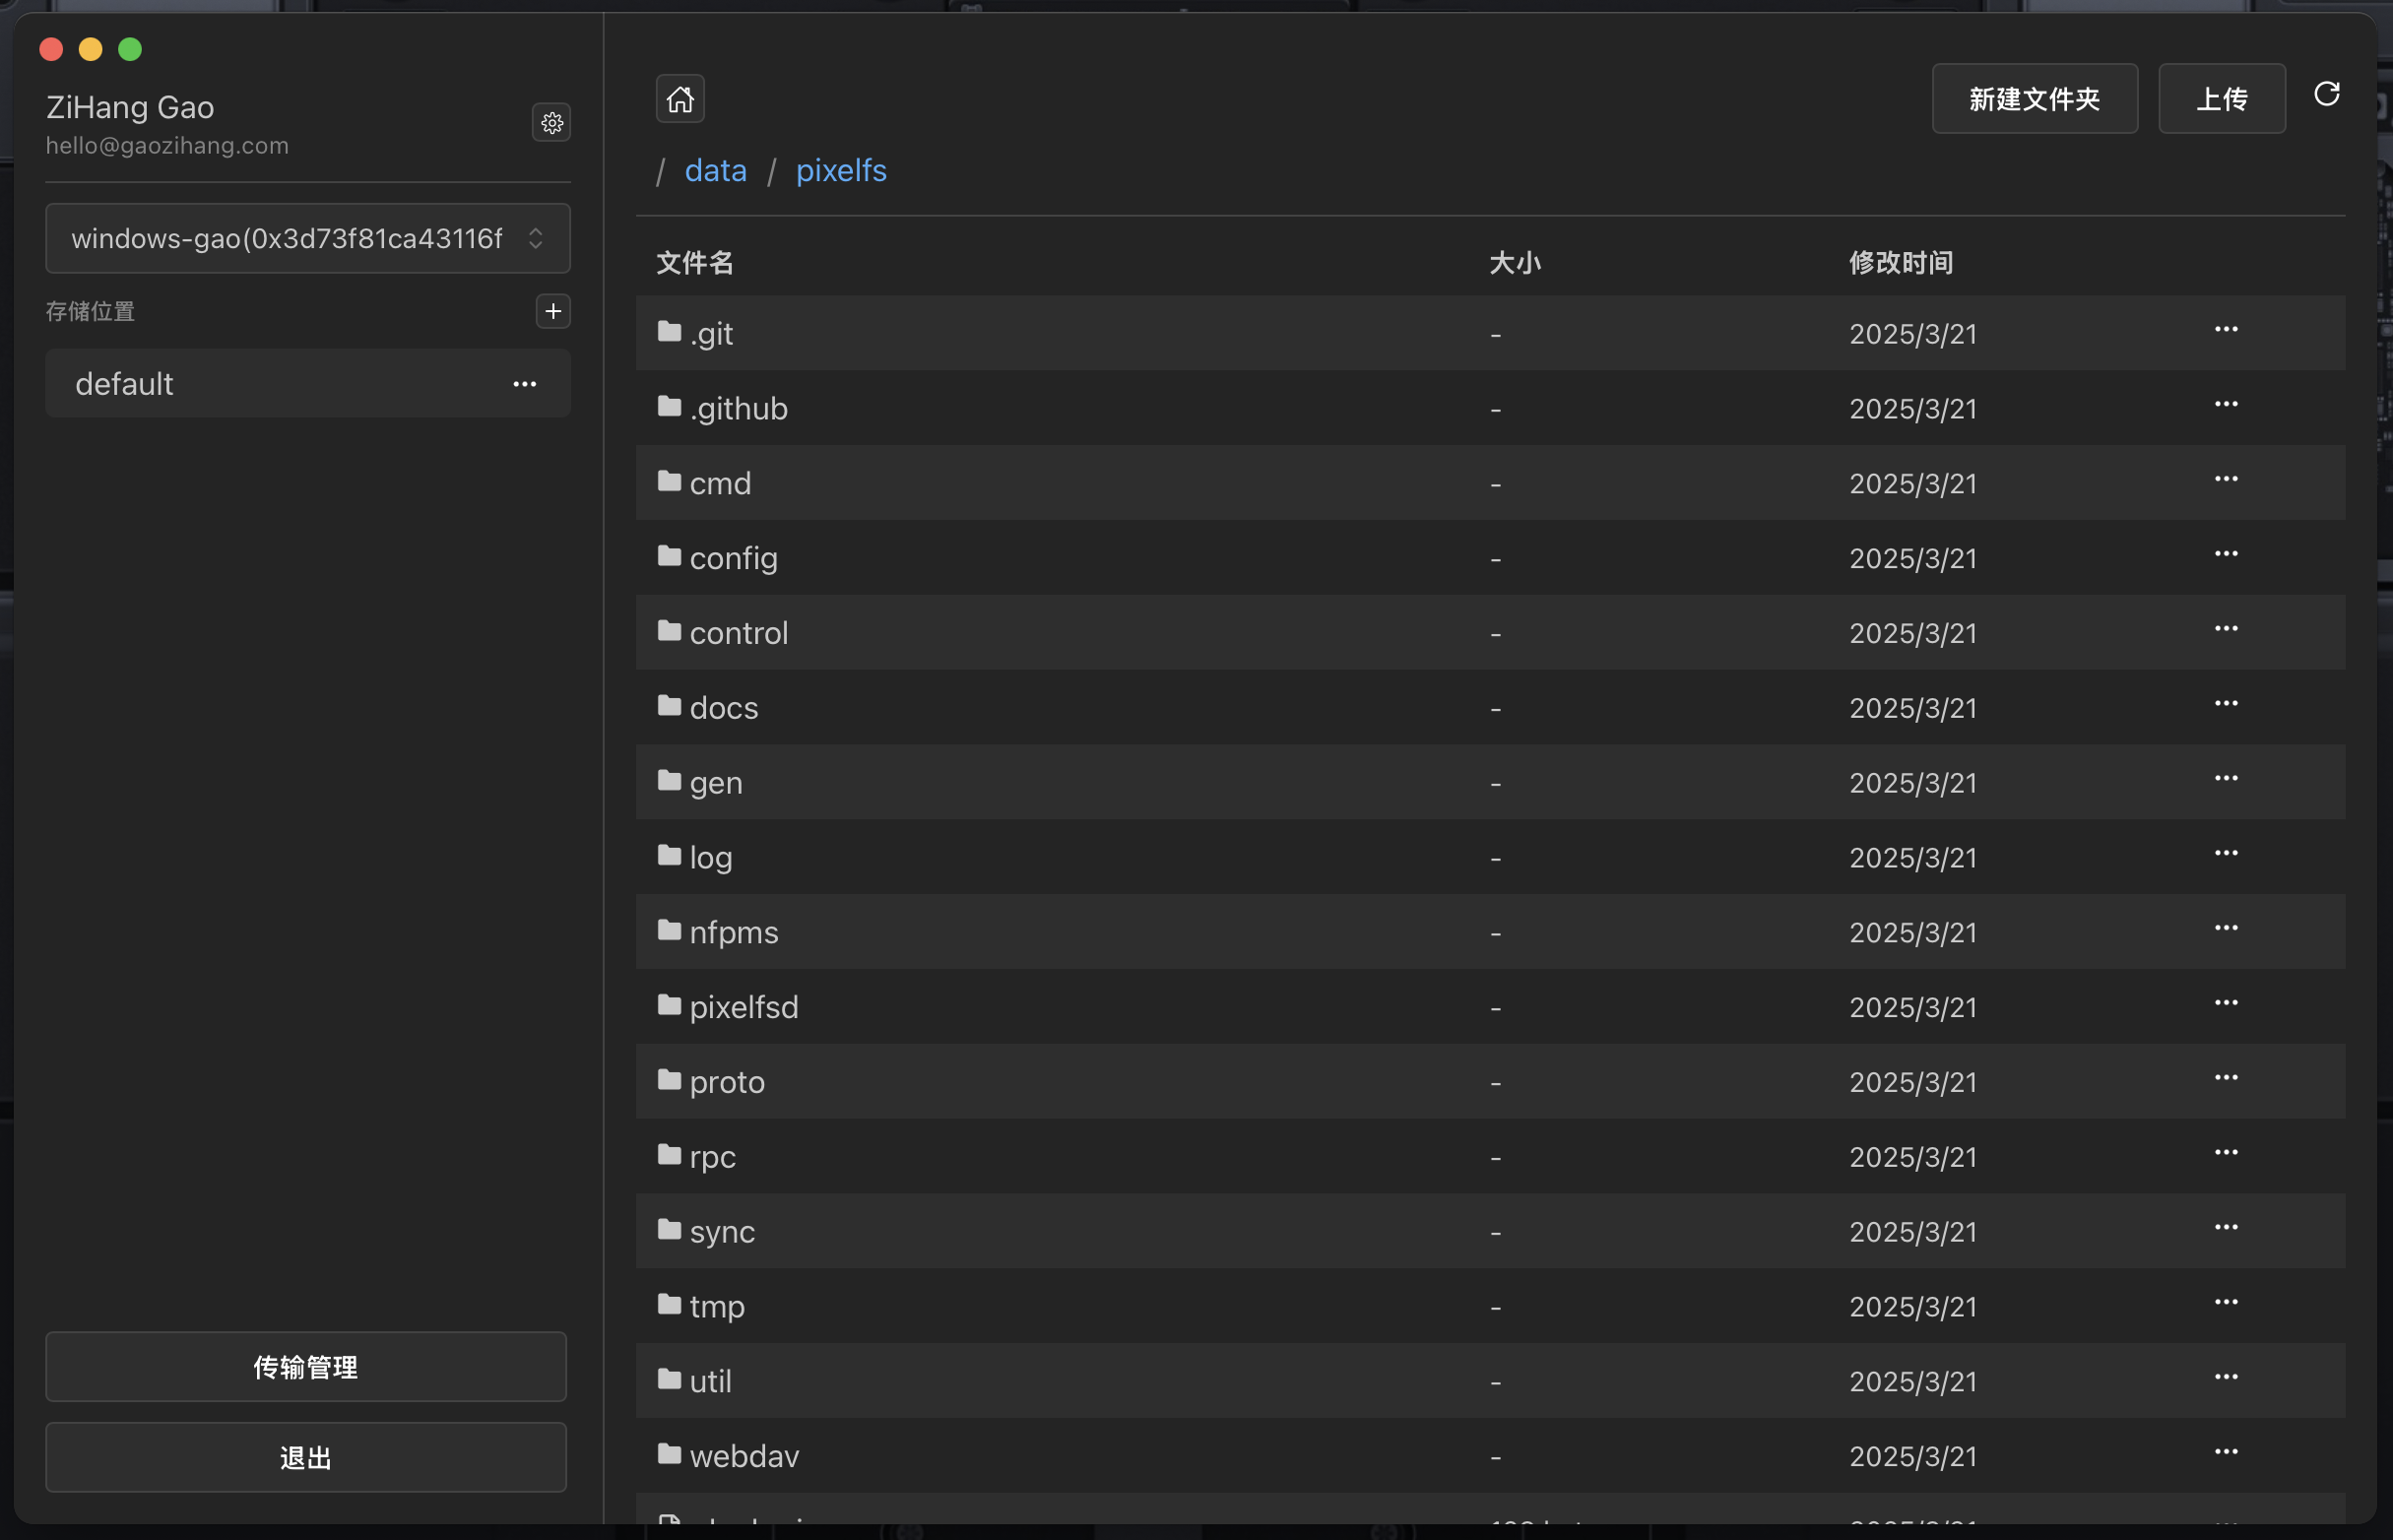 ZiHang Gao
hello@gaozihang.com
windows-gao(0x3d73f81ca43116f
存储位置
default
传输管理
退出
新建文件夹 上传
/ data / pixelfs
文件名 大小 修改时间
.git - 2025/3/21
.github - 2025/3/21
cmd - 2025/3/21
config - 2025/3/21
control - 2025/3/21
docs - 2025/3/21
gen - 2025/3/21
log - 2025/3/21
nfpms - 2025/3/21
pixelfsd - 2025/3/21
proto - 2025/3/21
rpc - 2025/3/21
sync - 2025/3/21
tmp - 2025/3/21
util - 2025/3/21
webdav - 2025/3/21